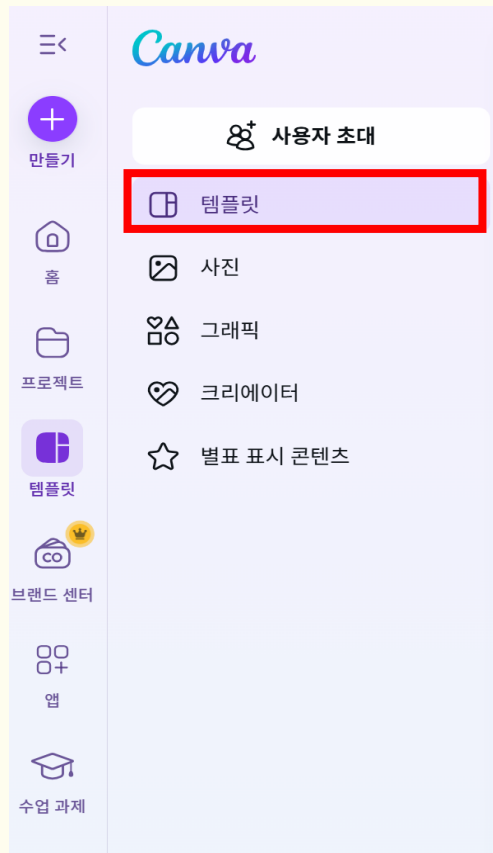 Canva
만들기
홈
프로젝트
템플릿
CO
브랜드 센터
앱
수업 과제
사용자 초대
템플릿
사진
그래픽
크리에이터
별표 표시 콘텐츠